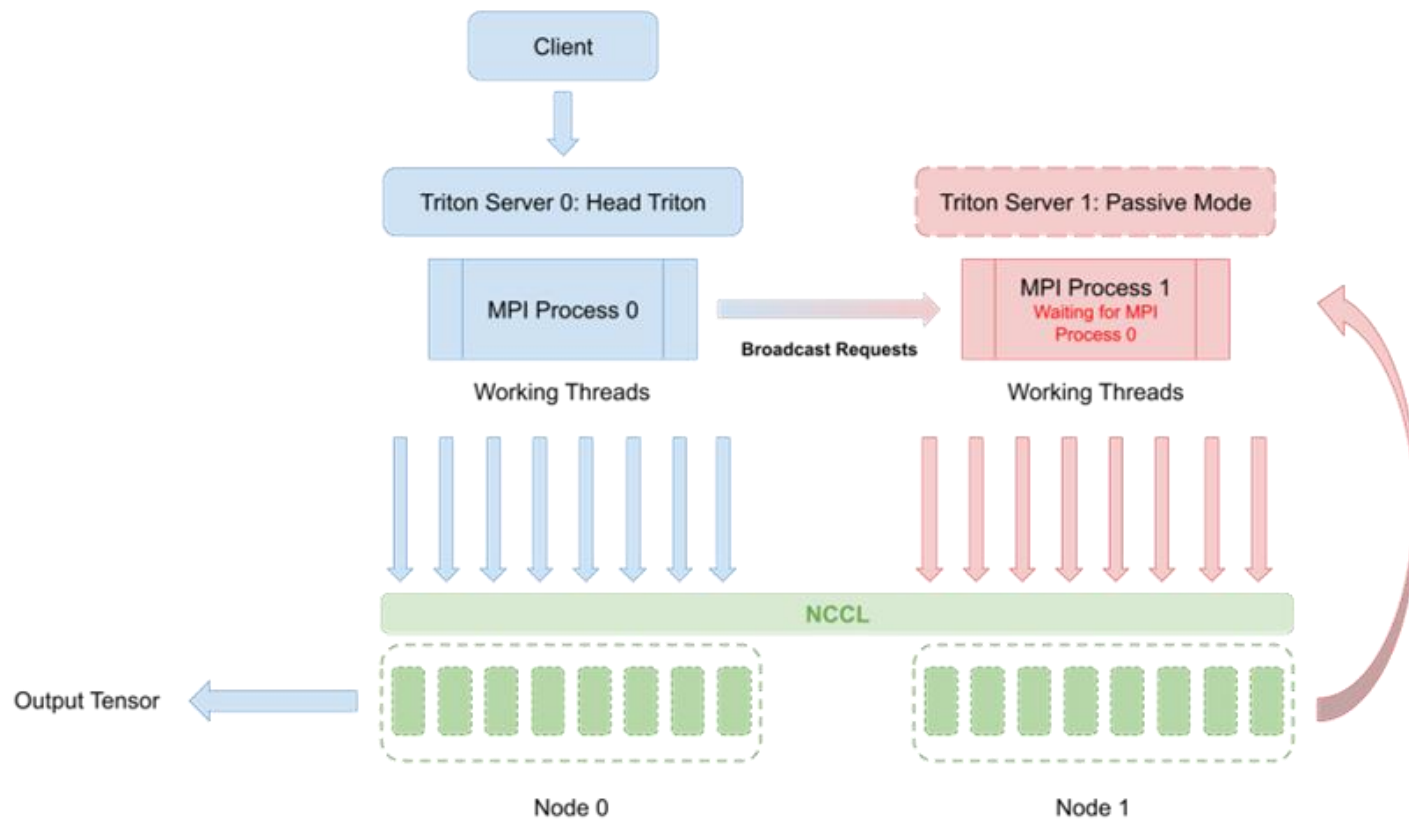 Client
Triton Server 0: Head Triton
Triton Server 1: Passive Mode
MPI Process 0
Broadcast Requests
MPI Process 1
Waiting for MPI
Process 0
Working Threads
Working Threads
NCCL
Output Tensor
Node 0
Node 1